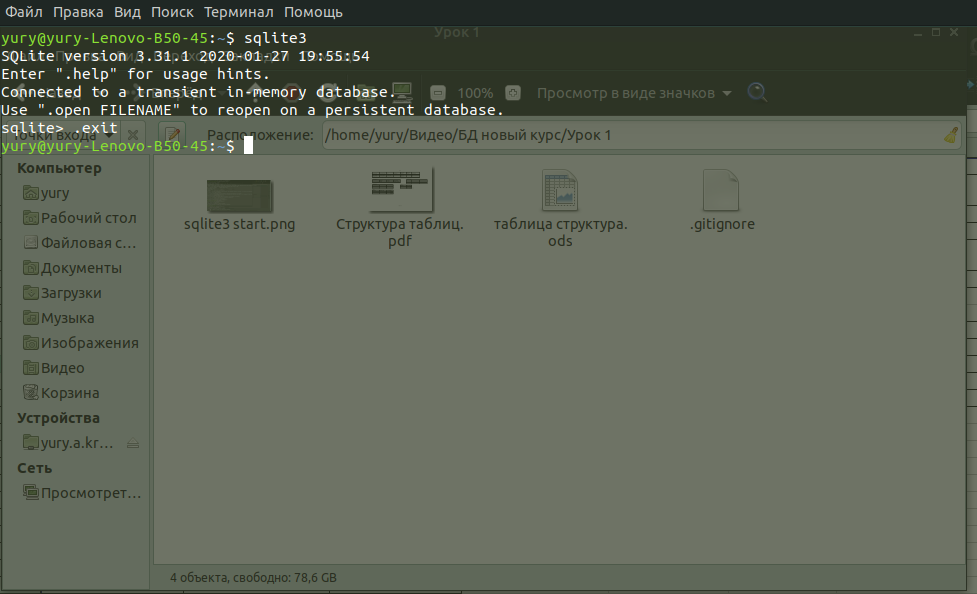 Файл Правка Вид Поиск Терминал Помощь
yury@yury-Lenovo-B50-45:~$ sqlite3
Урок 1
SQLite version 3.31.1 2020-01-27 19:55:54
Enter ".help" for usage hints.
Connected to a transient in-memory database.
100%
Просмотр в виде значков
Use ".open FILENAME" to reopen on a persistent database.
sqlite> .exit
Точки входа
Расположение:
/home/yury/Видео/БД новый курс/Урок 1
yury@yury-Lenovo-B50-45:~$
Компьютер
yury
Рабочий стол
Файловая с...
Документы
Загрузки
Музыка
Изображения
Видео
Корзина
Устройства
yury.a.kr...
Сеть
Просмотрет...
sqlite3 start.png
Структура таблиц.
pdf
таблица структура.
ods
.gitignore
4 объекта, свободно: 78,6 GB